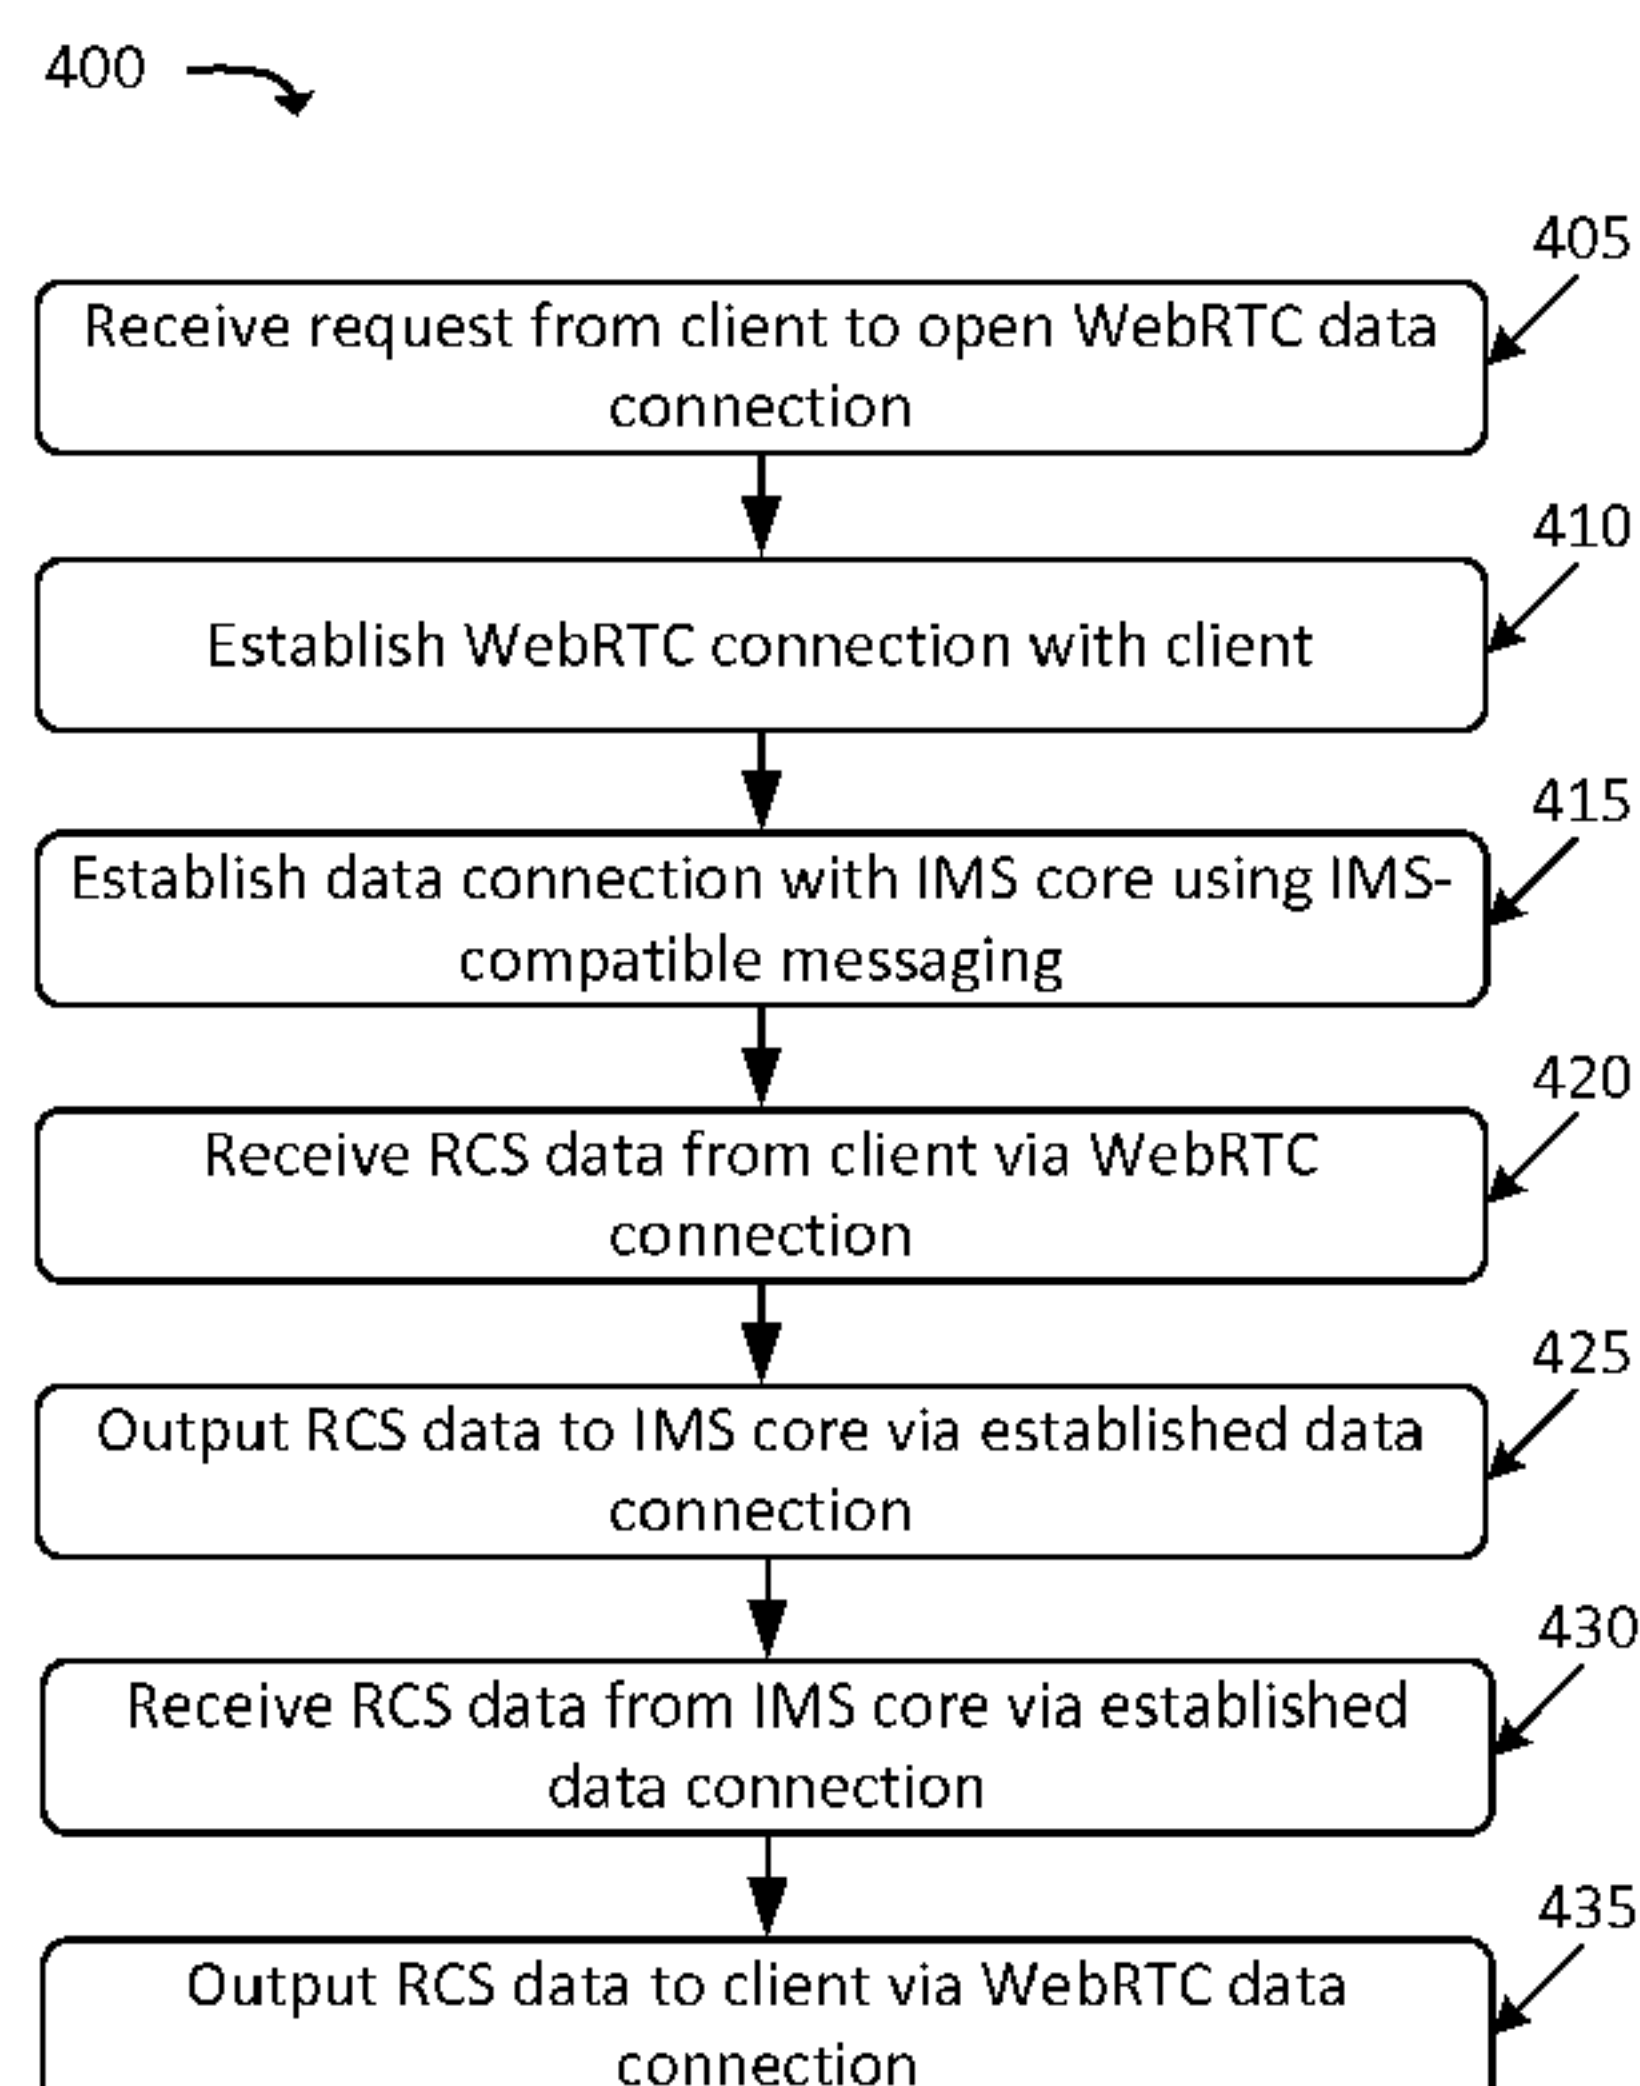 400
405
Receive request from client to open WebRTC data
connection
410
Establish WebRTC connection with client
415
Establish data connection with IMS core using IMS-
compatible messaging
420
Receive RCS data from client via WebRTC
connection
425
Output RCS data to IMS core via established data
connection
430
Receive RCS data from IMS core via established
data connection
435
Output RCS data to client via WebRTC data
connection